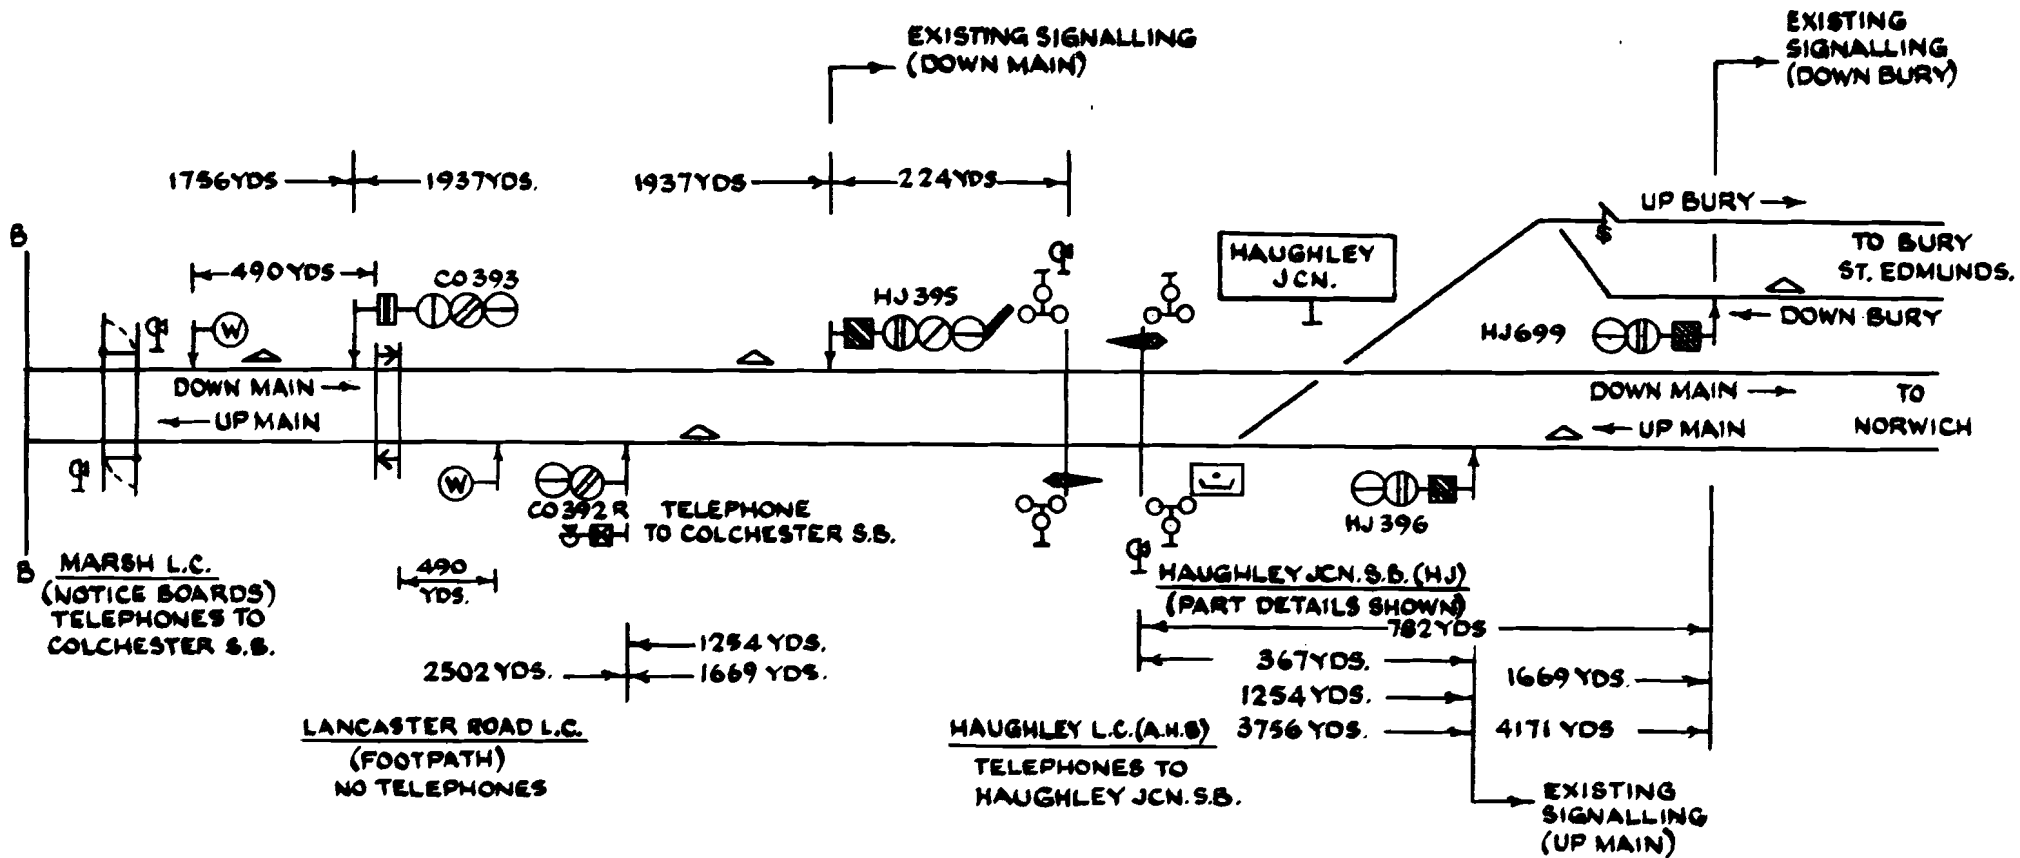 EXISTING SIGNALLING
(DOWN MAIN)
EXISTING
SIGNALLING
(DOWN BURY)
1756YDS
1937YDS.
1937YDS
224YDS
UP BURY
B
490YDS
CO 393
HJ 395
HAUGHLEY
JCN.
TO BURY
ST. EDMUNDS.
W
HJ699
DOWN BURY
DOWN MAIN
UP MAIN
DOWN MAIN
TO
UP MAIN
NORWICH
W
CO 392 R
TELEPHONE
TO COLCHESTER S.B.
HJ 396
B
MARSH L.C.
(NOTICE BOARDS)
TELEPHONES TO
COLCHESTER S.B.
490
YDS.
HAUGHLEY JCN. S.B. (HJ)
(PART DETAILS SHOWN)
782YDS
1254 YDS.
2502 YDS.
1669 YDS.
367YDS.
1669 YDS.
1254 YDS.
3756 YDS.
4171 YDS
LANCASTER ROAD L.C.
(FOOTPATH)
NO TELEPHONES
HAUGHLEY L.C. (A.H.B)
TELEPHONES TO
HAUGHLEY JCN. S.B.
EXISTING
SIGNALLING
(UP MAIN)